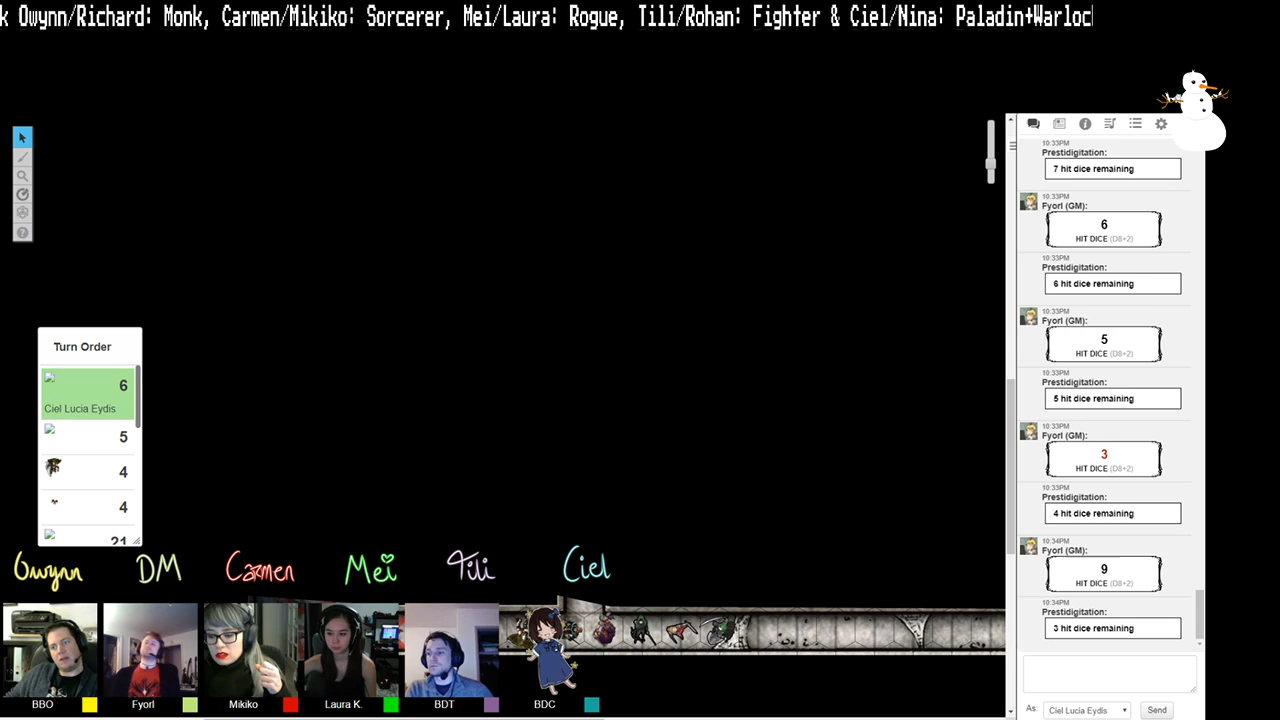 k Owynn/Richard: Monk, Carmen/Mikiko: Sorcerer, Mei/Laura: Rogue, Tili/Rohan: Fighter & Ciel/Nina: Paladin+Warloc
10:33PM
Prestidigitation:
7 hit dice remaining
Fyorl (GM):
6
HIT DICE (D8+2)
10:33PM
Prestidigitation:
6 hit dice remaining
10:33PM
Fyorl (GM):
5
HIT DICE (D8+2)
10:33PM
Prestidigitation:
5 hit dice remaining
10:33PM
Fyorl (GM):
3
HIT DICE (D8+2)
10:33PM
Prestidigitation:
4 hit dice remaining
10:34PM
Fyorl (GM):
9
HIT DICE (D8+2)
10:34PM
Prestidigitation:
3 hit dice remaining
As: Ciel Lucia Eydis Send
Turn Order
6
Ciel Lucia Eydis
5
4
4
21
Owynn DM Carmen Mei Tili Ciel
BBO Fyorl Mikiko Laura K. BDT BDC